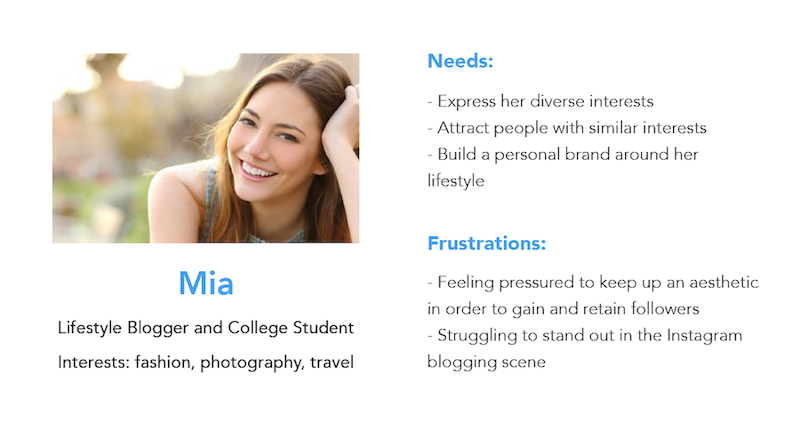 Mia
Lifestyle Blogger and College Student
Interests: fashion, photography, travel
Needs:
- Express her diverse interests
- Attract people with similar interests
- Build a personal brand around her
lifestyle
Frustrations:
- Feeling pressured to keep up an aesthetic
in order to gain and retain followers
- Struggling to stand out in the Instagram
blogging scene